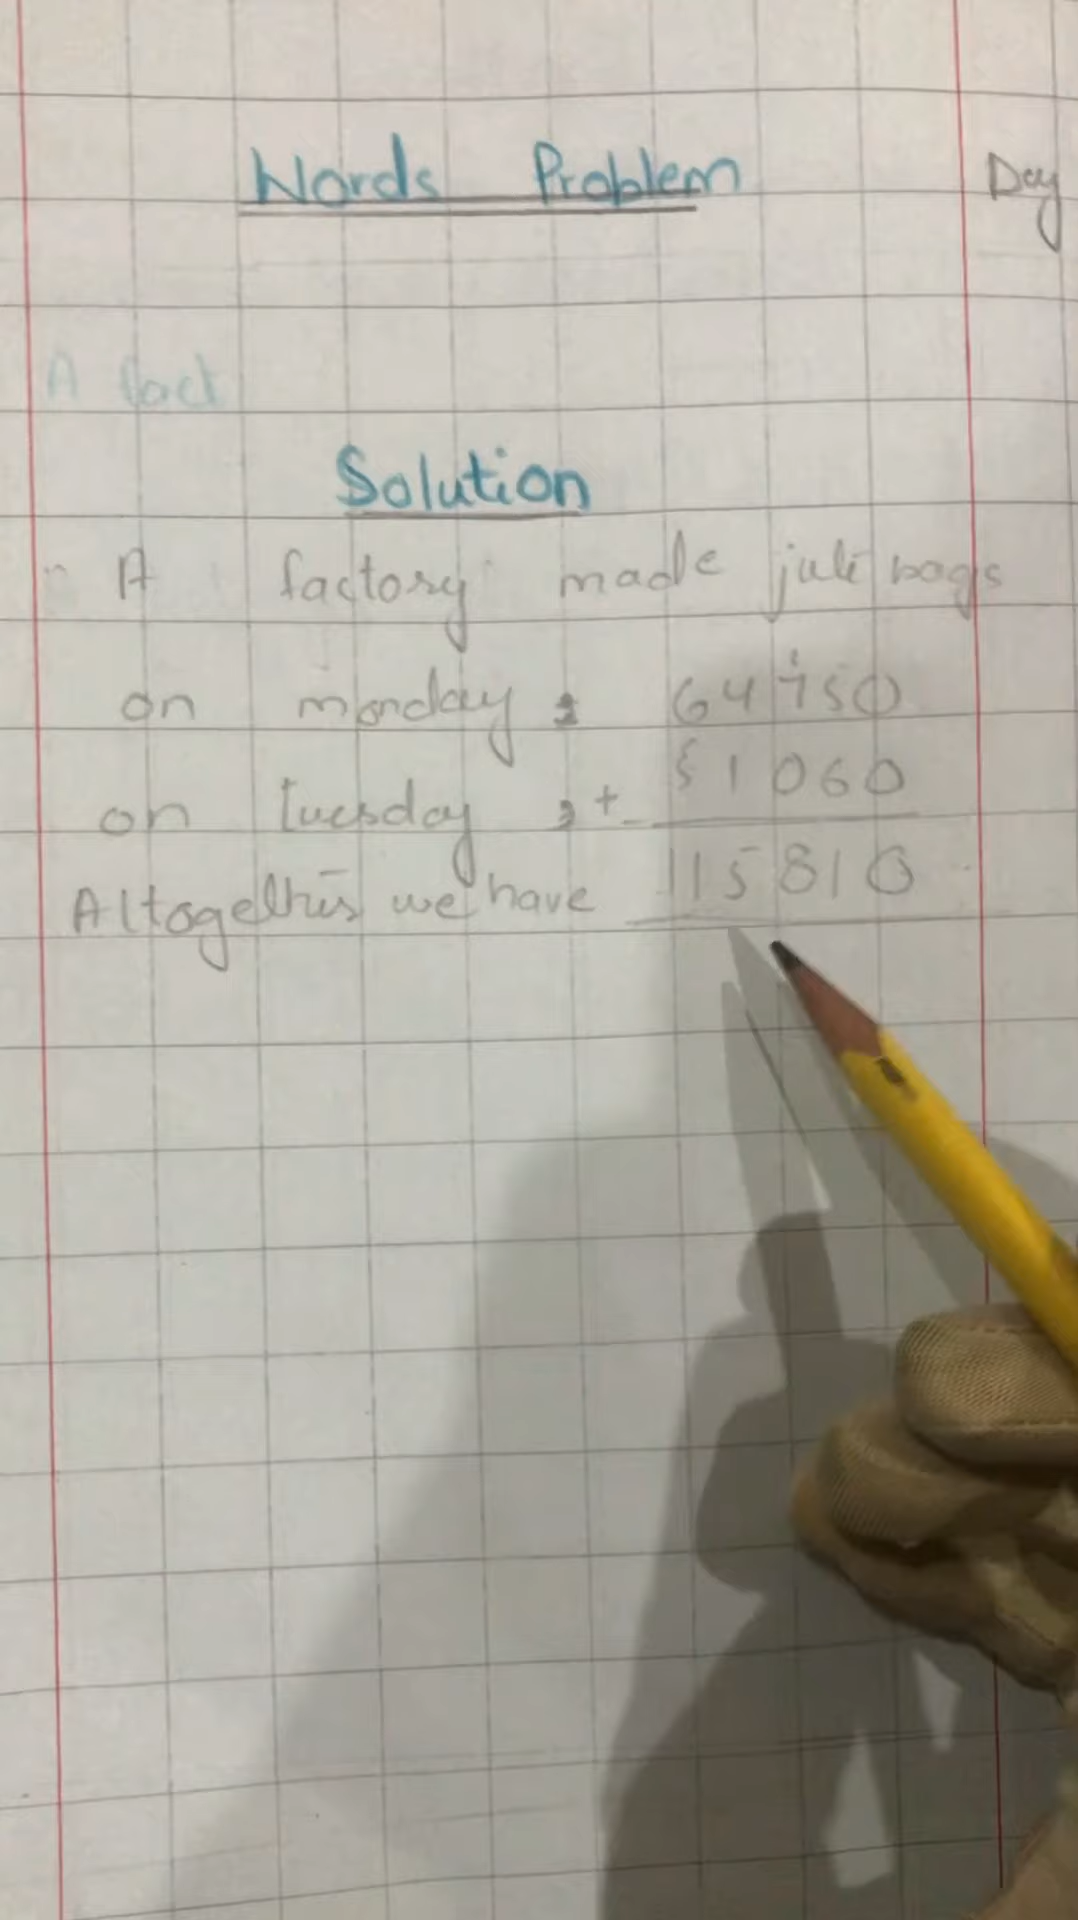 Words Problem
Day
A fact
Solution
A factory made jute bags
on monday : 64750
on Tuesday : + 51060
Altogether we have 115810